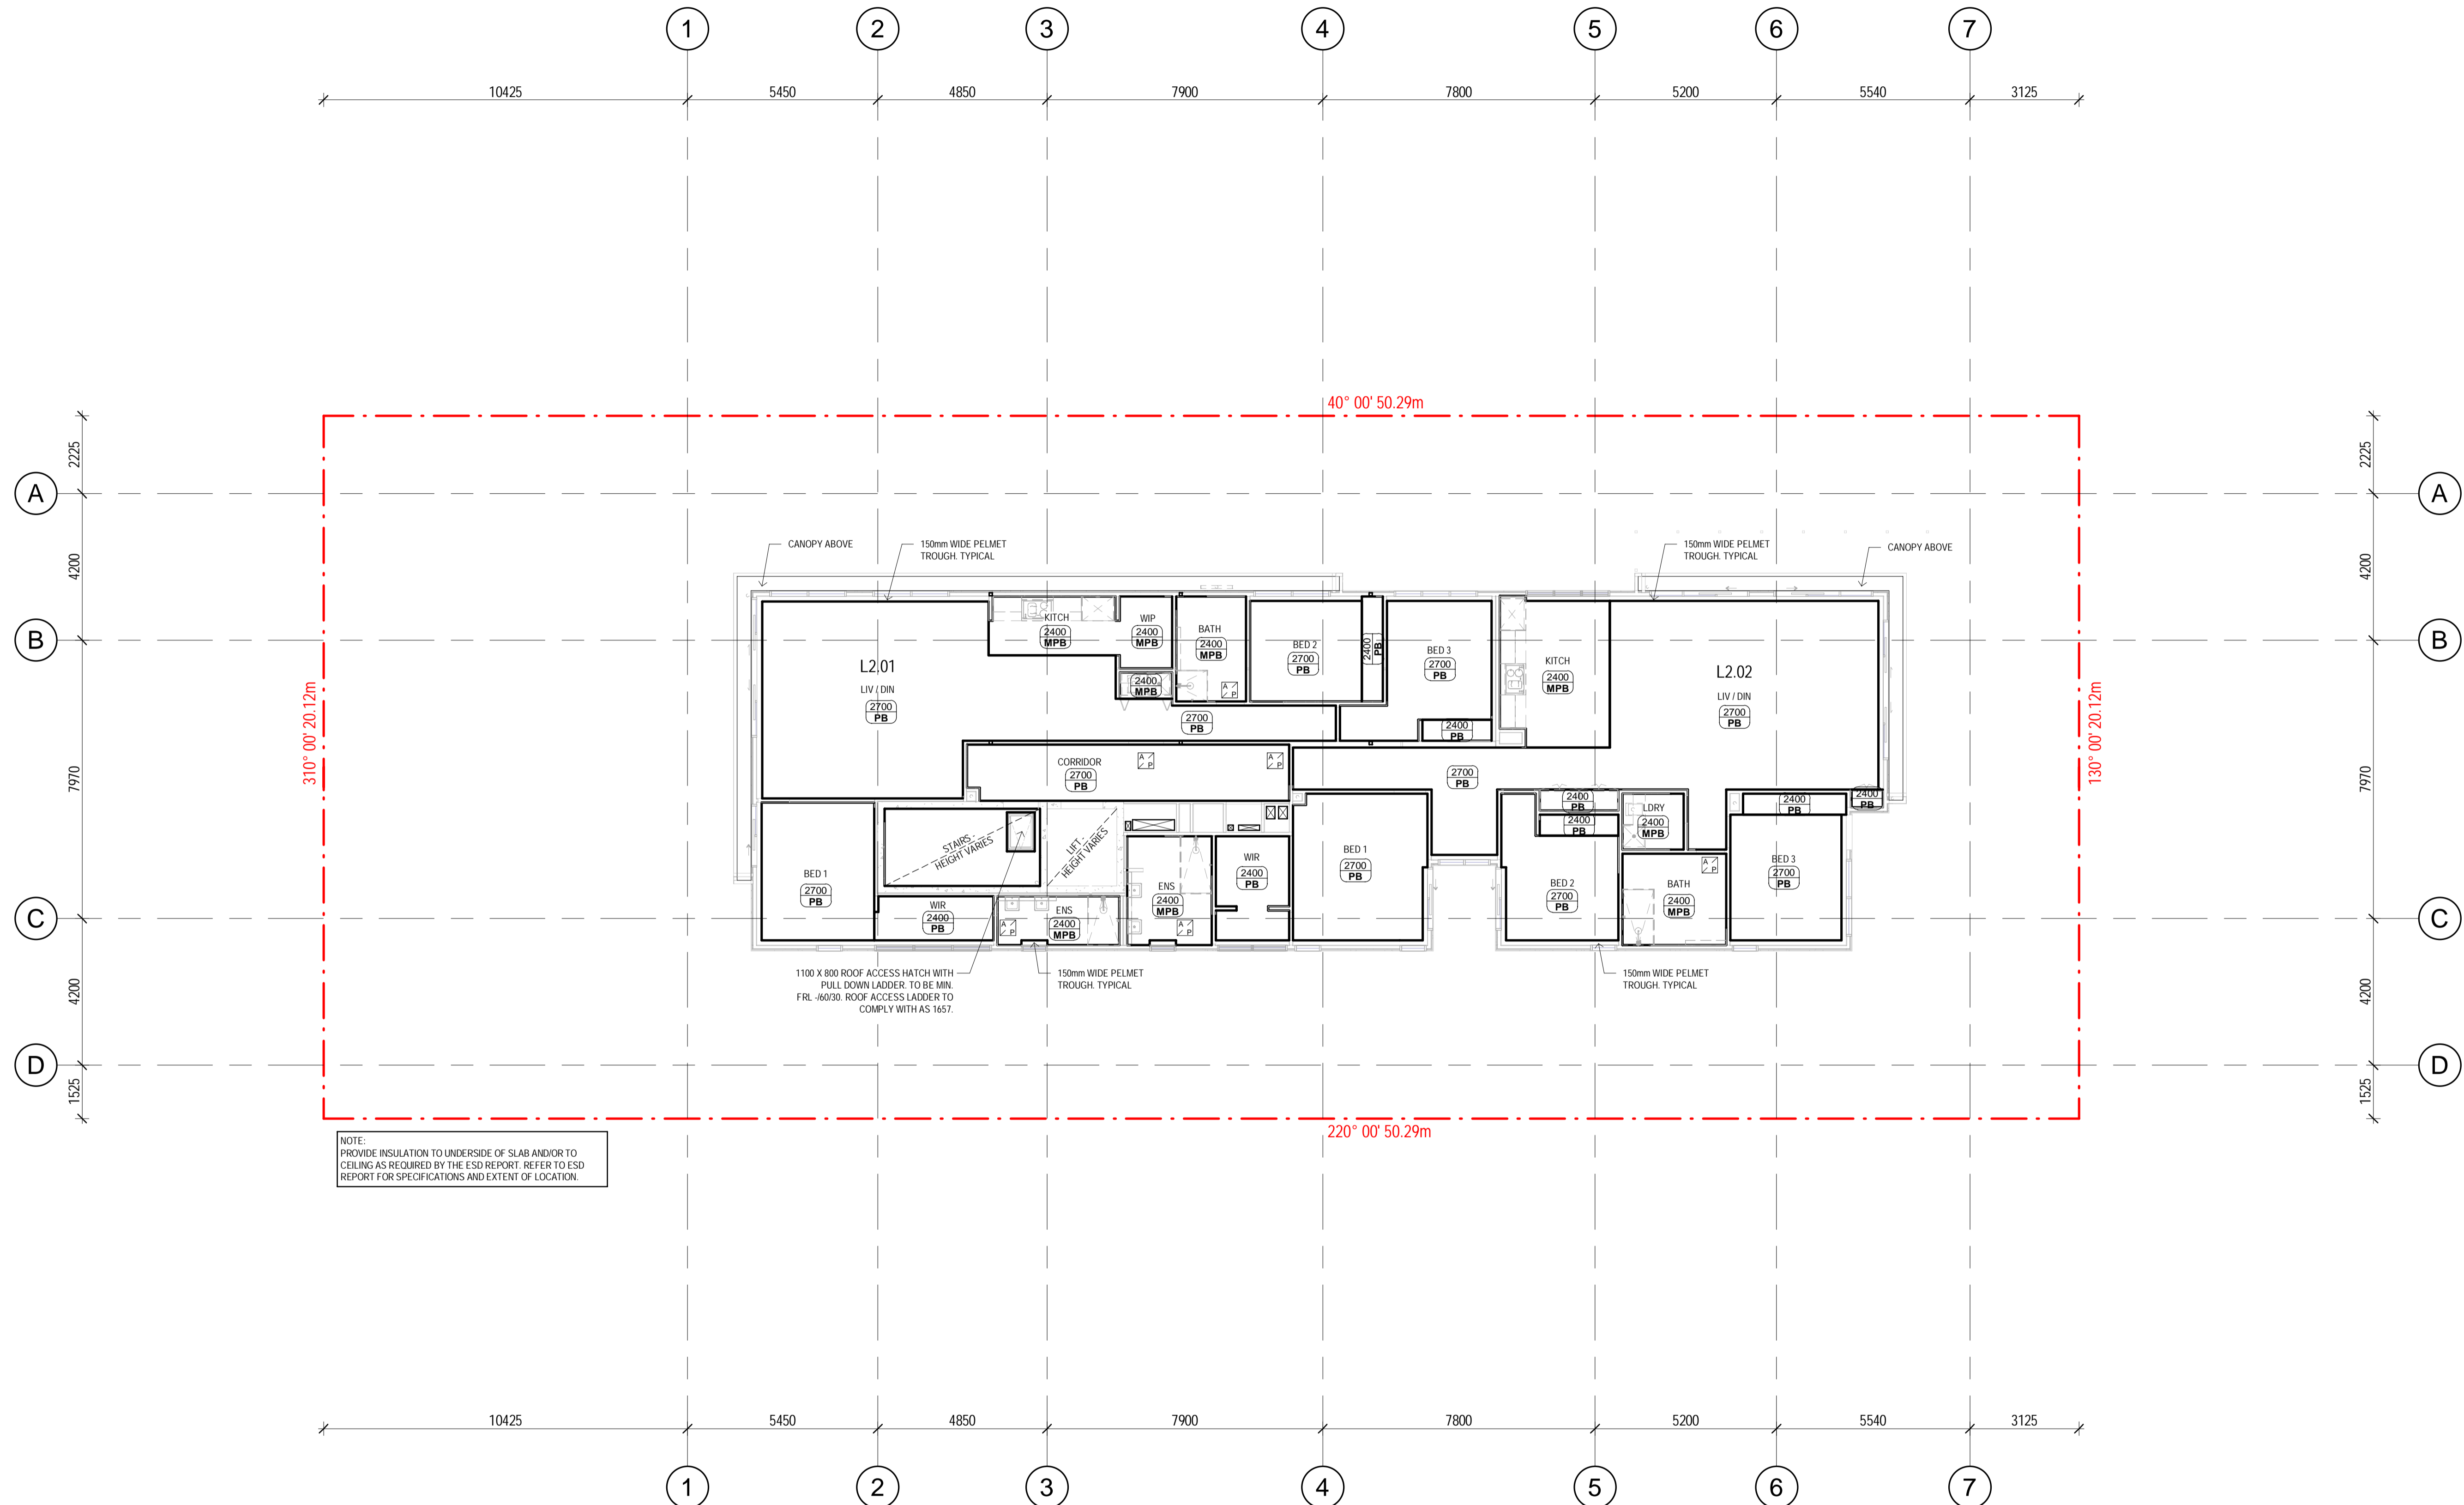 1 2 3 4 5 6 7
10425 5450 4850 7900 7800 5200 5540 3125
40° 00' 50.29m
2225 2225
A A
4200 4200
CANOPY ABOVE
150mm WIDE PELMET
TROUGH. TYPICAL
150mm WIDE PELMET
TROUGH. TYPICAL
CANOPY ABOVE
B B
KITCH
2400
MPB
WIP
2400
MPB
BATH
2400
MPB
BED 2
2700
PB
2400
PB
BED 3
2700
PB
KITCH
2400
MPB
L2.01
LIV / DIN
2700
PB
2400
MPB
2700
PB
2400
PB
L2.02
LIV / DIN
2700
PB
A
P
310° 00' 20.12m
130° 00' 20.12m
7970 7970
CORRIDOR
2700
PB
A
P
A
P
2700
PB
2400
PB
2400
PB
LDRY
2400
MPB
2400
PB
2400
PB
STAIRS -
HEIGHT VARIES
LIFT -
HEIGHT VARIES
BED 1
2700
PB
WIR
2400
PB
ENS
2400
MPB
A
P
ENS
2400
MPB
A
P
WIR
2400
PB
BED 1
2700
PB
BED 2
2700
PB
BATH
2400
MPB
A
P
BED 3
2700
PB
C C
1100 X 800 ROOF ACCESS HATCH WITH
PULL DOWN LADDER. TO BE MIN.
FRL -/60/30. ROOF ACCESS LADDER TO
COMPLY WITH AS 1657.
150mm WIDE PELMET
TROUGH. TYPICAL
150mm WIDE PELMET
TROUGH. TYPICAL
4200 4200
D D
1525 1525
220° 00' 50.29m
NOTE:
PROVIDE INSULATION TO UNDERSIDE OF SLAB AND/OR TO
CEILING AS REQUIRED BY THE ESD REPORT. REFER TO ESD
REPORT FOR SPECIFICATIONS AND EXTENT OF LOCATION.
10425 5450 4850 7900 7800 5200 5540 3125
1 2 3 4 5 6 7